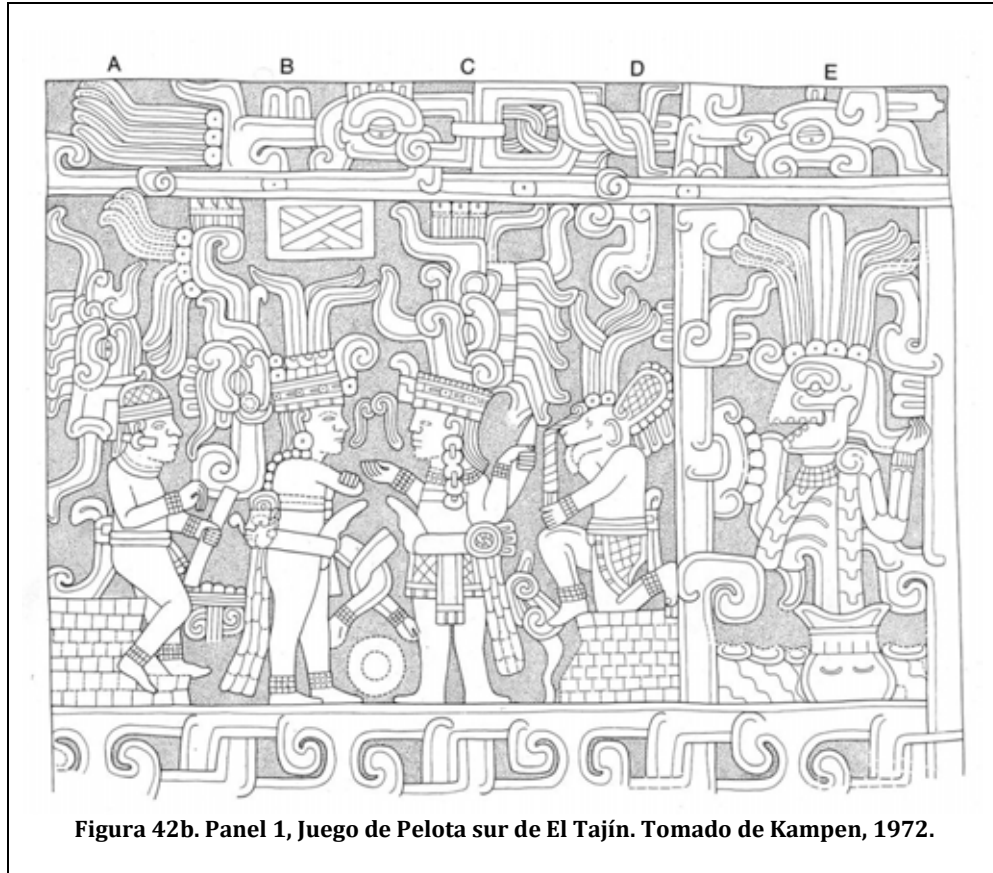 A B C D E
Figura 42b. Panel 1, Juego de Pelota sur de El Tajín. Tomado de Kampen, 1972.